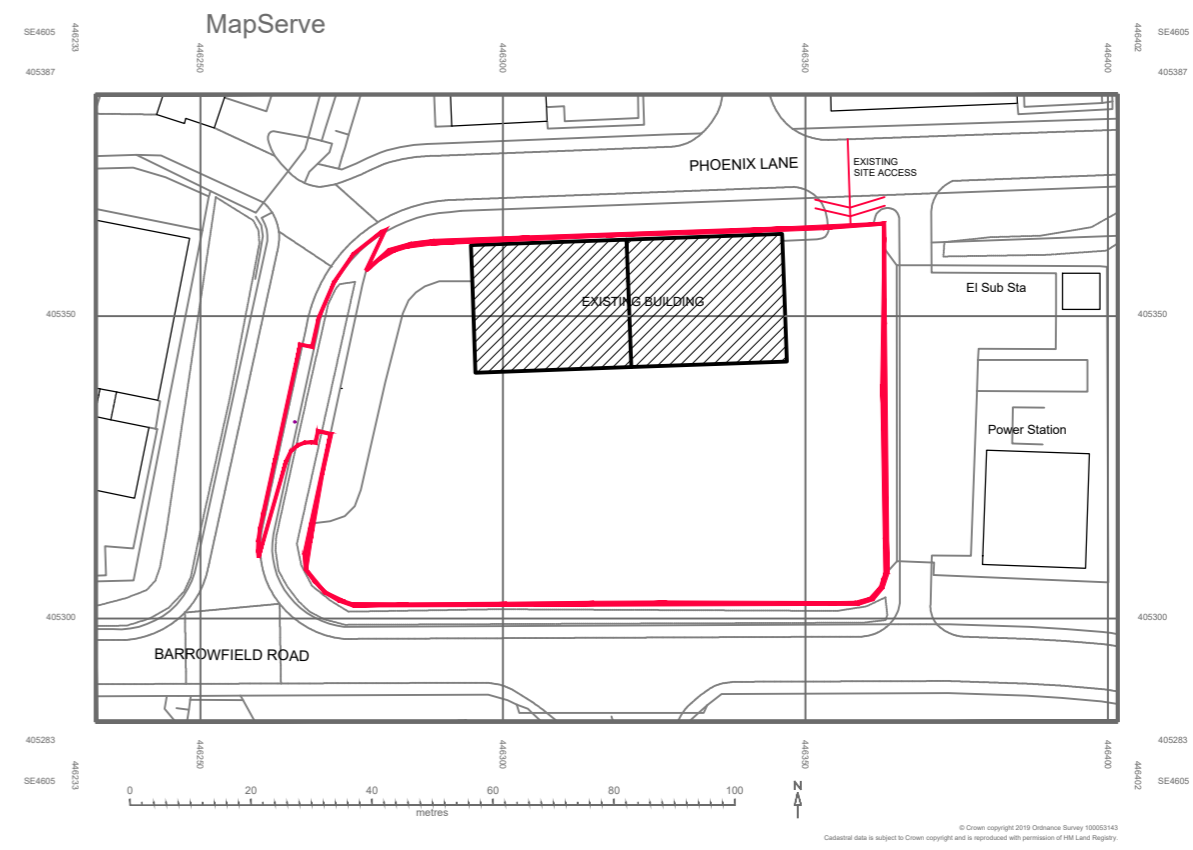 MapServe
SE4605
446233
446402
SE4605
405387
446250
446300
446350
446400
405387
PHOENIX LANE
EXISTING
SITE ACCESS
El Sub Sta
EXISTING BUILDING
405350
405350
Power Station
405300
405300
BARROWFIELD ROAD
405283
446250
446300
446350
446400
405283
SE4605
446233
446402
SE4605
0
20
40
60
80
100
metres
N
© Crown copyright 2019 Ordnance Survey 100053143
Cadastral data is subject to Crown copyright and is reproduced with permission of HM Land Registry.